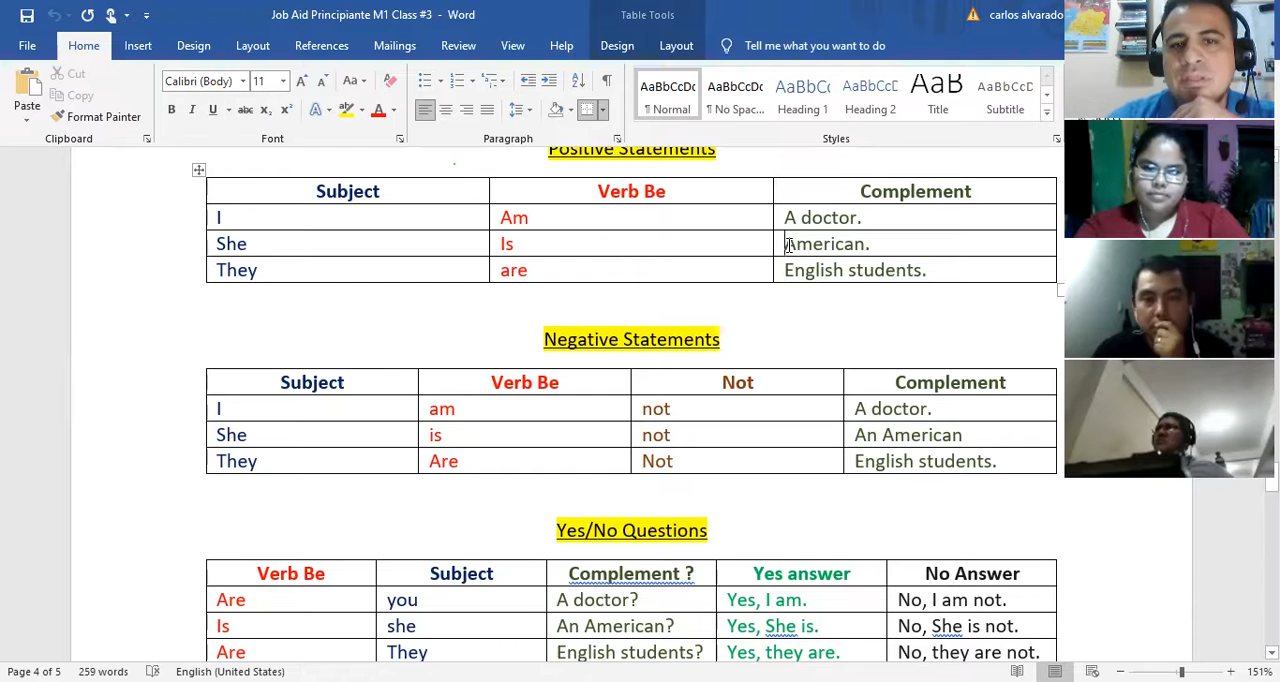 Job Aid Principiante M1 Class #3 - Word
Table Tools
carlos alvarado
File Home Insert Design Layout References Mailings Review View Help Design Layout Tell me what you want to do
Paste
Cut
Copy
Format Painter
Calibri (Body) 11
AaBbCcDc AaBbCcDc AaBbC AaBbCcD AaB AaBbCcD
¶ Normal ¶ No Spac... Heading 1 Heading 2 Title Subtitle
Clipboard Font Paragraph Styles
Positive Statements
Subject Verb Be Complement
I Am A doctor.
She Is American.
They are English students.
Negative Statements
Subject Verb Be Not Complement
I am not A doctor.
She is not An American
They Are Not English students.
Yes/No Questions
Verb Be Subject Complement ? Yes answer No Answer
Are you A doctor? Yes, I am. No, I am not.
Is she An American? Yes, She is. No, She is not.
Are They English students? Yes, they are. No, they are not.
Page 4 of 5 259 words English (United States) 151%